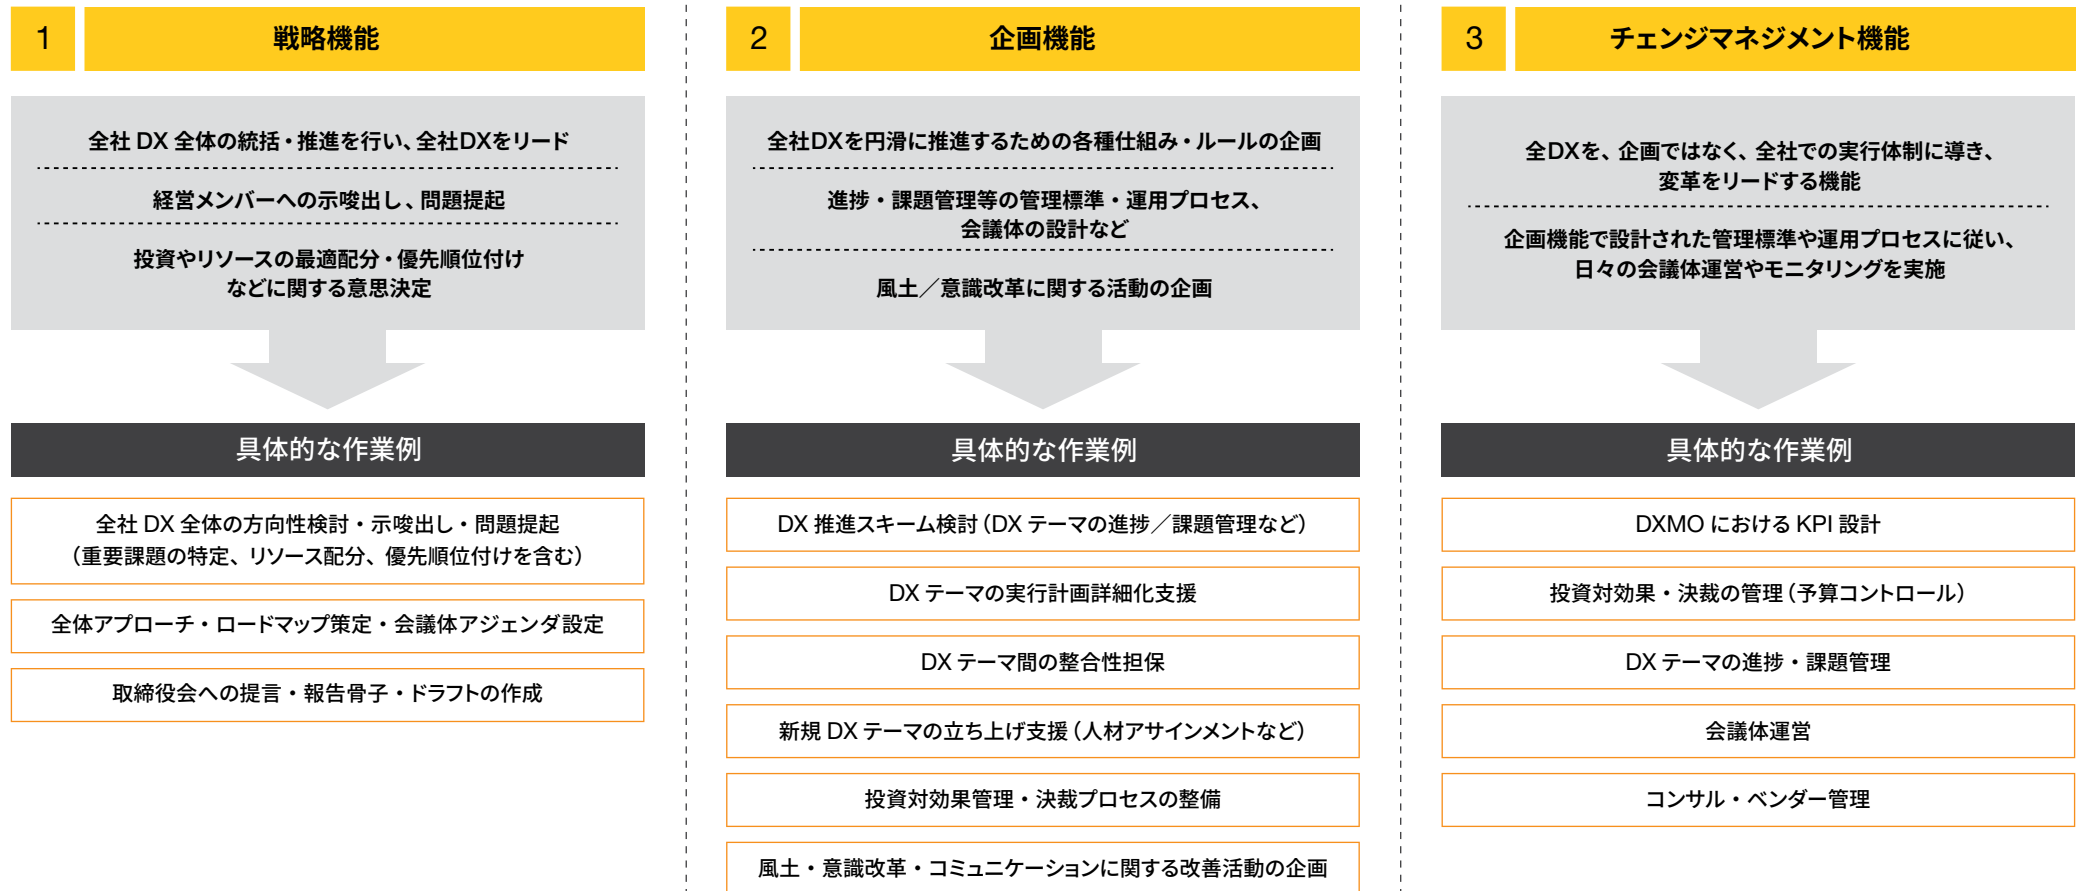 1
戦略機能
全社 DX 全体の統括・推進を行い、全社DXをリード
経営メンバーへの示唆出し、問題提起
投資やリソースの最適配分・優先順位付け
などに関する意思決定
具体的な作業例
全社 DX 全体の方向性検討・示唆出し・問題提起
（重要課題の特定、リソース配分、優先順位付けを含む）
全体アプローチ・ロードマップ策定・会議体アジェンダ設定
取締役会への提言・報告骨子・ドラフトの作成
2
企画機能
全社DXを円滑に推進するための各種仕組み・ルールの企画
進捗・課題管理等の管理標準・運用プロセス、
会議体の設計など
風土／意識改革に関する活動の企画
具体的な作業例
DX 推進スキーム検討（DX テーマの進捗／課題管理など）
DX テーマの実行計画詳細化支援
DX テーマ間の整合性担保
新規 DX テーマの立ち上げ支援（人材アサインメントなど）
投資対効果管理・決裁プロセスの整備
風土・意識改革・コミュニケーションに関する改善活動の企画
3
チェンジマネジメント機能
全DXを、企画ではなく、全社での実行体制に導き、
変革をリードする機能
企画機能で設計された管理標準や運用プロセスに従い、
日々の会議体運営やモニタリングを実施
具体的な作業例
DXMO における KPI 設計
投資対効果・決裁の管理（予算コントロール）
DX テーマの進捗・課題管理
会議体運営
コンサル・ベンダー管理